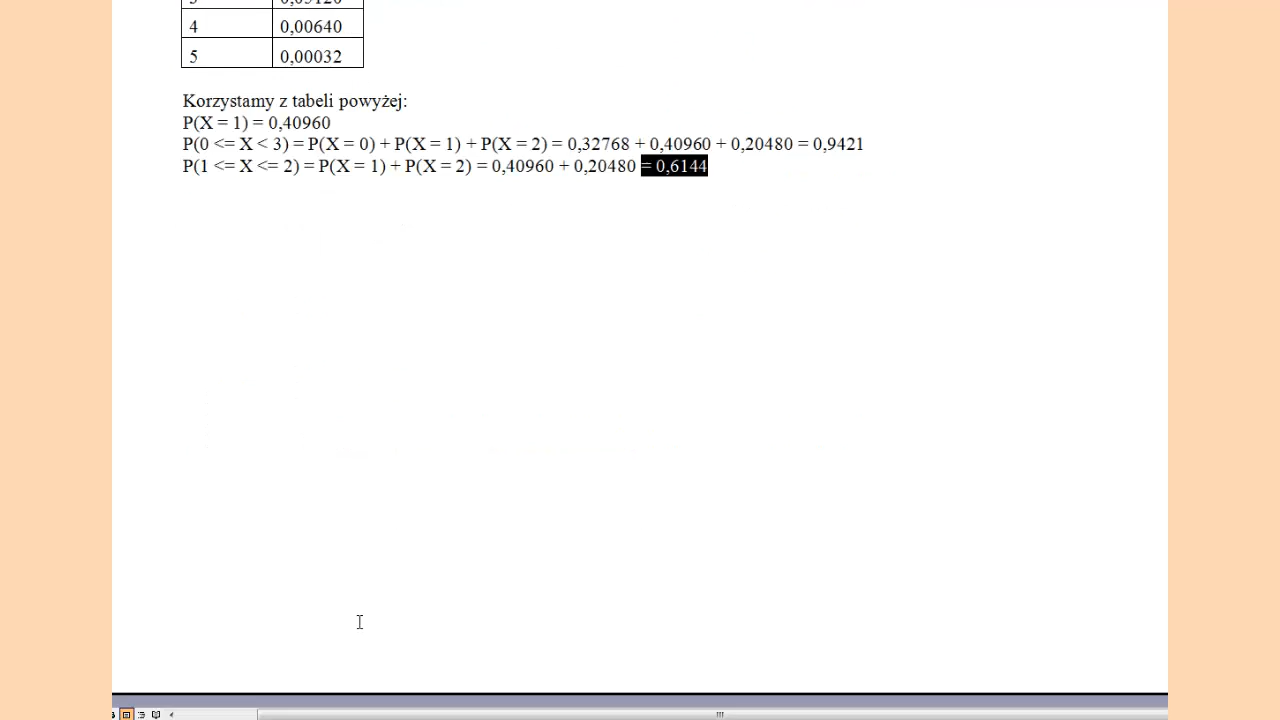 4 0,00640
5 0,00032
Korzystamy z tabeli powyżej:
P(X = 1) = 0,40960
P(0 <= X < 3) = P(X = 0) + P(X = 1) + P(X = 2) = 0,32768 + 0,40960 + 0,20480 = 0,9421
P(1 <= X <= 2) = P(X = 1) + P(X = 2) = 0,40960 + 0,20480 = 0,6144